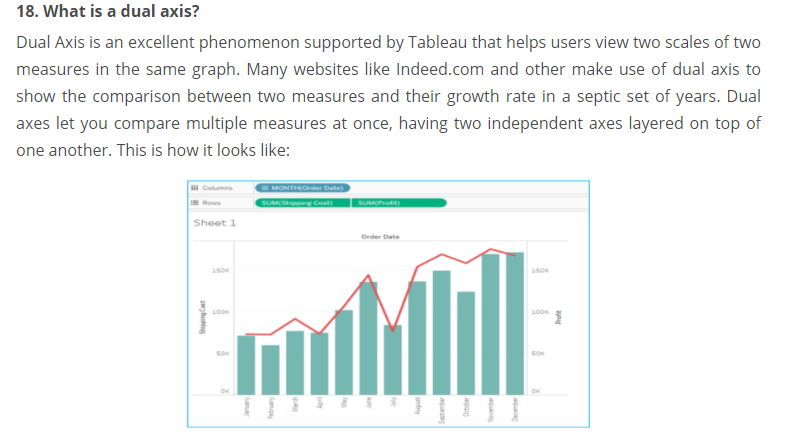 18. What is a dual axis?
Dual Axis is an excellent phenomenon supported by Tableau that helps users view two scales of two
measures in the same graph. Many websites like Indeed.com and other make use of dual axis to
show the comparison between two measures and their growth rate in a septic set of years. Dual
axes let you compare multiple measures at once, having two independent axes layered on top of
one another. This is how it looks like:
Columns MONTH(Order Date)
Rows SUM(Shipping Cost) SUM(Profit)
Sheet 1
Order Date
150K 150K
100K 100K
Shipping Cost Profit
50K 50K
0K 0K
January February March April May June July August September October November December